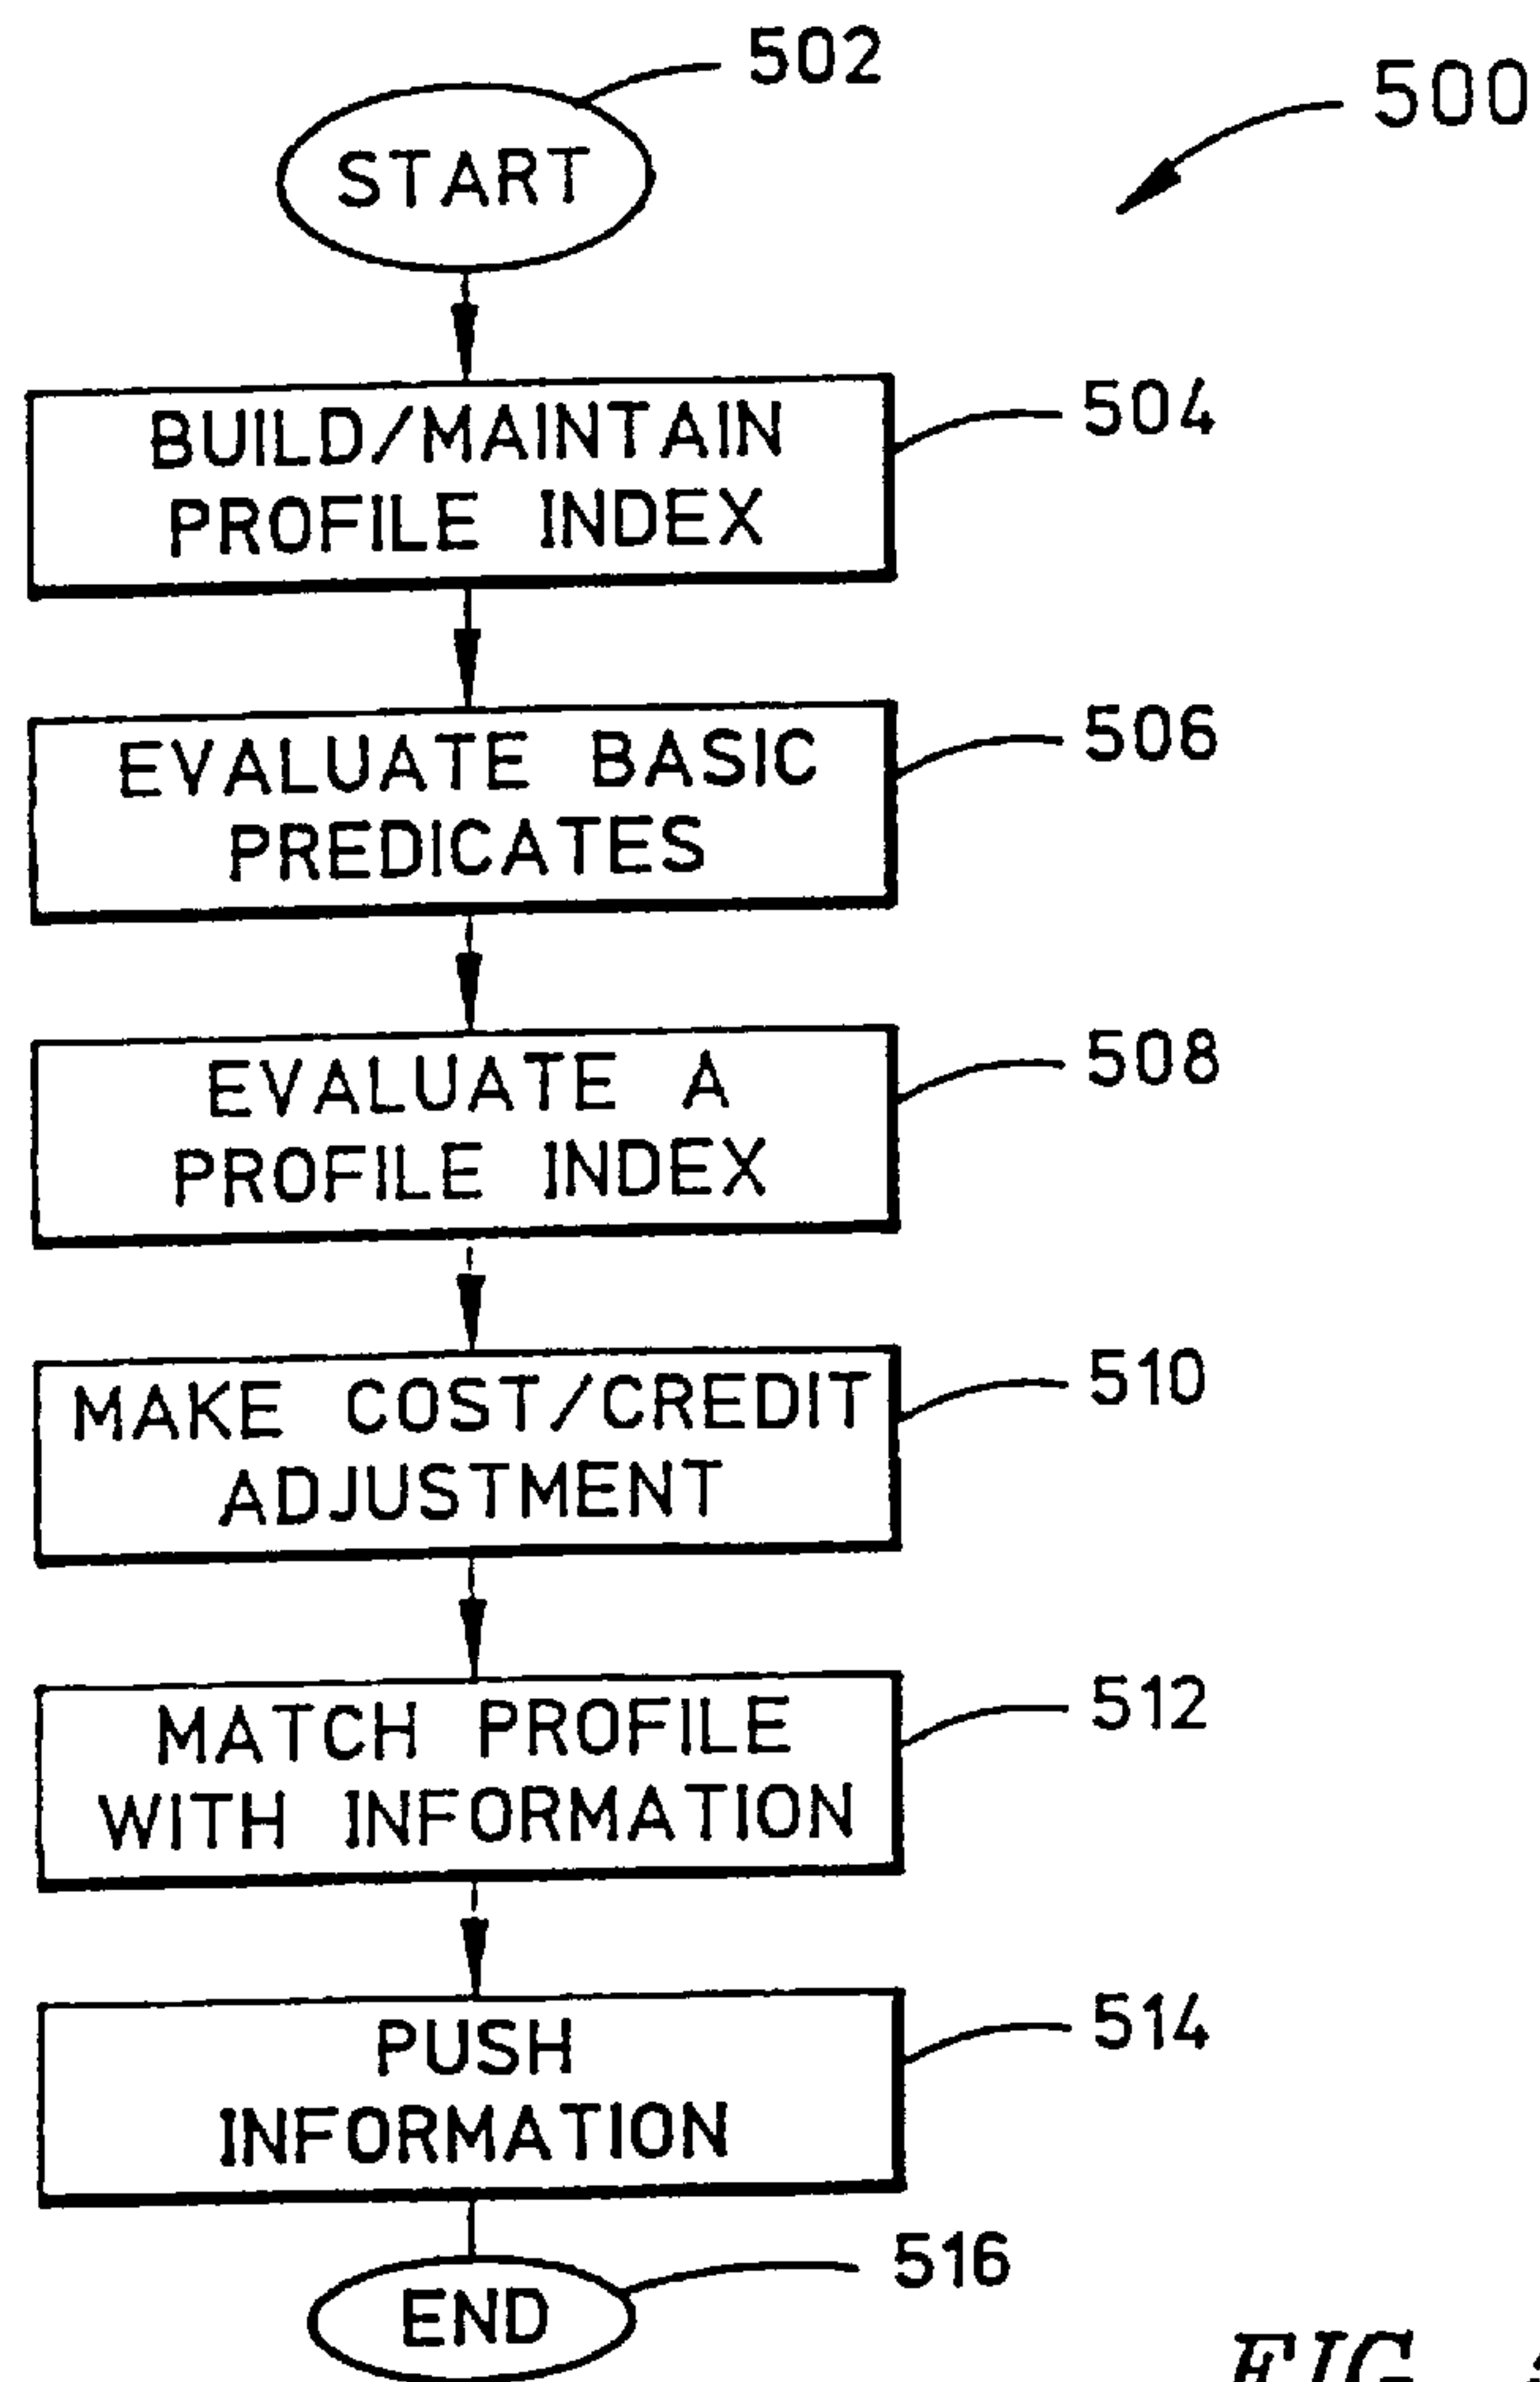 502
500
START
BUILD/MAINTAIN
PROFILE INDEX
504
EVALUATE BASIC
PREDICATES
506
EVALUATE A
PROFILE INDEX
508
MAKE COST/CREDIT
ADJUSTMENT
510
MATCH PROFILE
WITH INFORMATION
512
PUSH
INFORMATION
514
END
516
FIG.